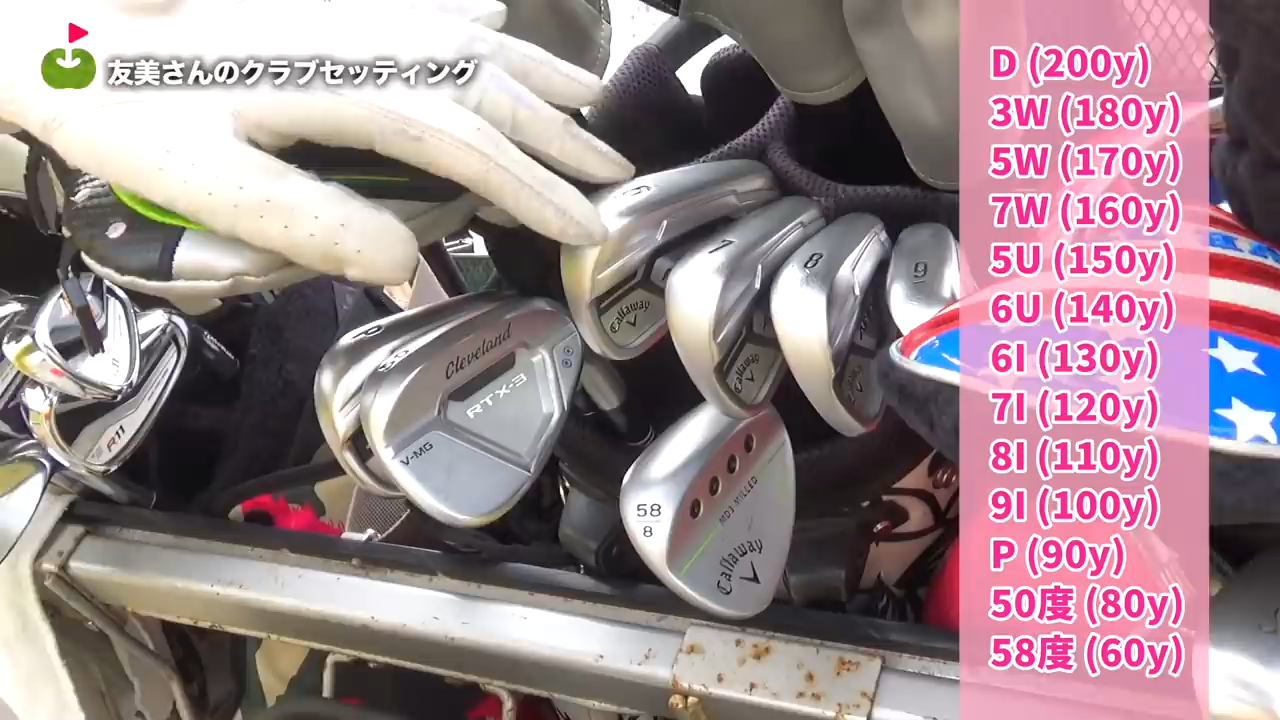 友美さんのクラブセッティング
D (200y)
3W (180y)
5W (170y)
7W (160y)
5U (150y)
6U (140y)
6I (130y)
7I (120y)
8I (110y)
9I (100y)
P (90y)
50度 (80y)
58度 (60y)
6
Callaway
7
Callaway
8
9
P
Cleveland
RTX-3
V-MG
58
8
MD3 MILLED
Callaway
R11